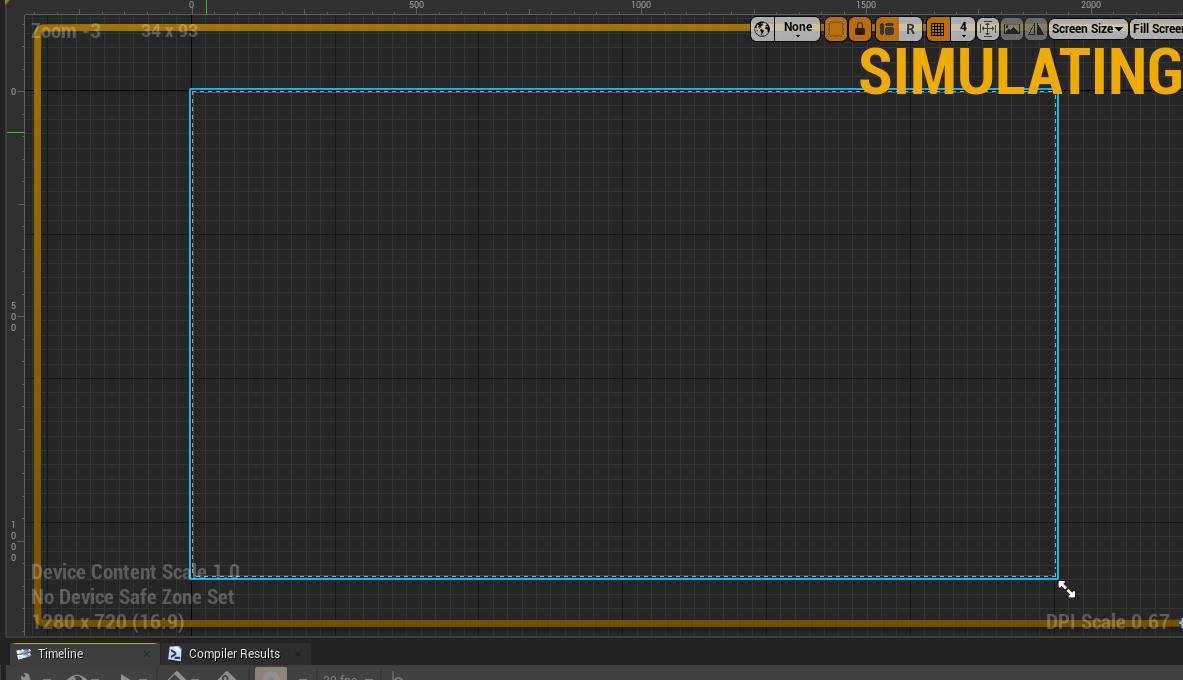 0 500 1000 1500 2000
Zoom -3 34 x 93
None R 4 Screen Size Fill Screen
SIMULATING
0
500
1000
Device Content Scale 1.0
No Device Safe Zone Set
1280 x 720 (16:9)
DPI Scale 0.67
Timeline
Compiler Results